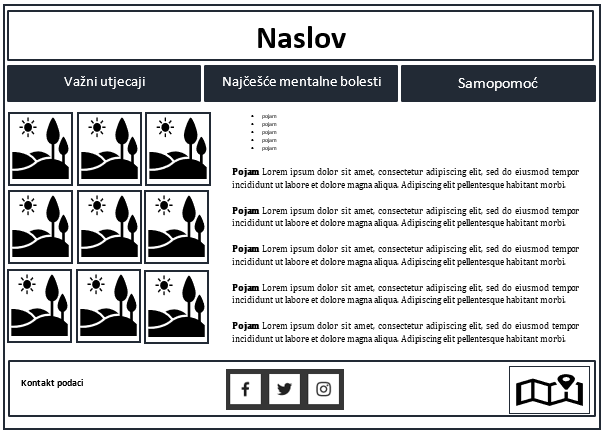 Naslov
Važni utjecaji
Najčešće mentalne bolesti
Samopomoć
pojam
pojam
pojam
pojam
pojam
Pojam Lorem ipsum dolor sit amet, consectetur adipiscing elit, sed do eiusmod tempor
incididunt ut labore et dolore magna aliqua. Adipiscing elit pellentesque habitant morbi.
Pojam Lorem ipsum dolor sit amet, consectetur adipiscing elit, sed do eiusmod tempor
incididunt ut labore et dolore magna aliqua. Adipiscing elit pellentesque habitant morbi.
Pojam Lorem ipsum dolor sit amet, consectetur adipiscing elit, sed do eiusmod tempor
incididunt ut labore et dolore magna aliqua. Adipiscing elit pellentesque habitant morbi.
Pojam Lorem ipsum dolor sit amet, consectetur adipiscing elit, sed do eiusmod tempor
incididunt ut labore et dolore magna aliqua. Adipiscing elit pellentesque habitant morbi.
Pojam Lorem ipsum dolor sit amet, consectetur adipiscing elit, sed do eiusmod tempor
incididunt ut labore et dolore magna aliqua. Adipiscing elit pellentesque habitant morbi.
Kontakt podaci